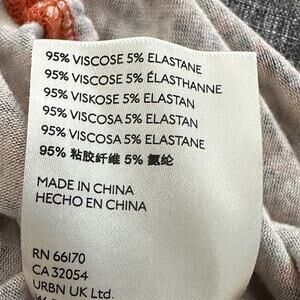 95% VISCOSE 5% ELASTANE
95% VISCOSE 5% ÉLASTHANNE
95% VISKOSE 5% ELASTAN
95% VISCOSA 5% ELASTAN
95% VISCOSA 5% ELASTANE
95% 粘胶纤维 5% 氨纶
MADE IN CHINA
HECHO EN CHINA
RN 66170
CA 32054
URBN UK Ltd.